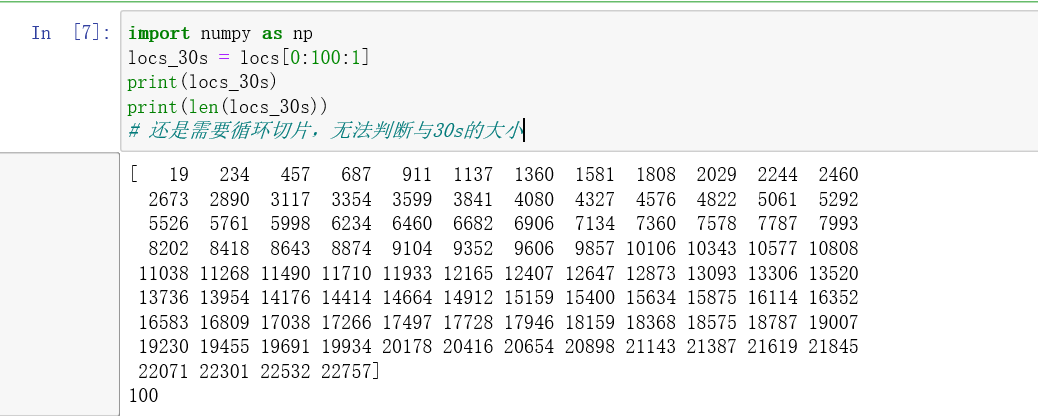 In [7]: import numpy as np
locs_30s = locs[0:100:1]
print(locs_30s)
print(len(locs_30s))
# 还是需要循环切片，无法判断与30s的大小
[   19   234   457   687   911  1137  1360  1581  1808  2029  2244  2460
  2673  2890  3117  3354  3599  3841  4080  4327  4576  4822  5061  5292
  5526  5761  5998  6234  6460  6682  6906  7134  7360  7578  7787  7993
  8202  8418  8643  8874  9104  9352  9606  9857 10106 10343 10577 10808
 11038 11268 11490 11710 11933 12165 12407 12647 12873 13093 13306 13520
 13736 13954 14176 14414 14664 14912 15159 15400 15634 15875 16114 16352
 16583 16809 17038 17266 17497 17728 17946 18159 18368 18575 18787 19007
 19230 19455 19691 19934 20178 20416 20654 20898 21143 21387 21619 21845
 22071 22301 22532 22757]
100